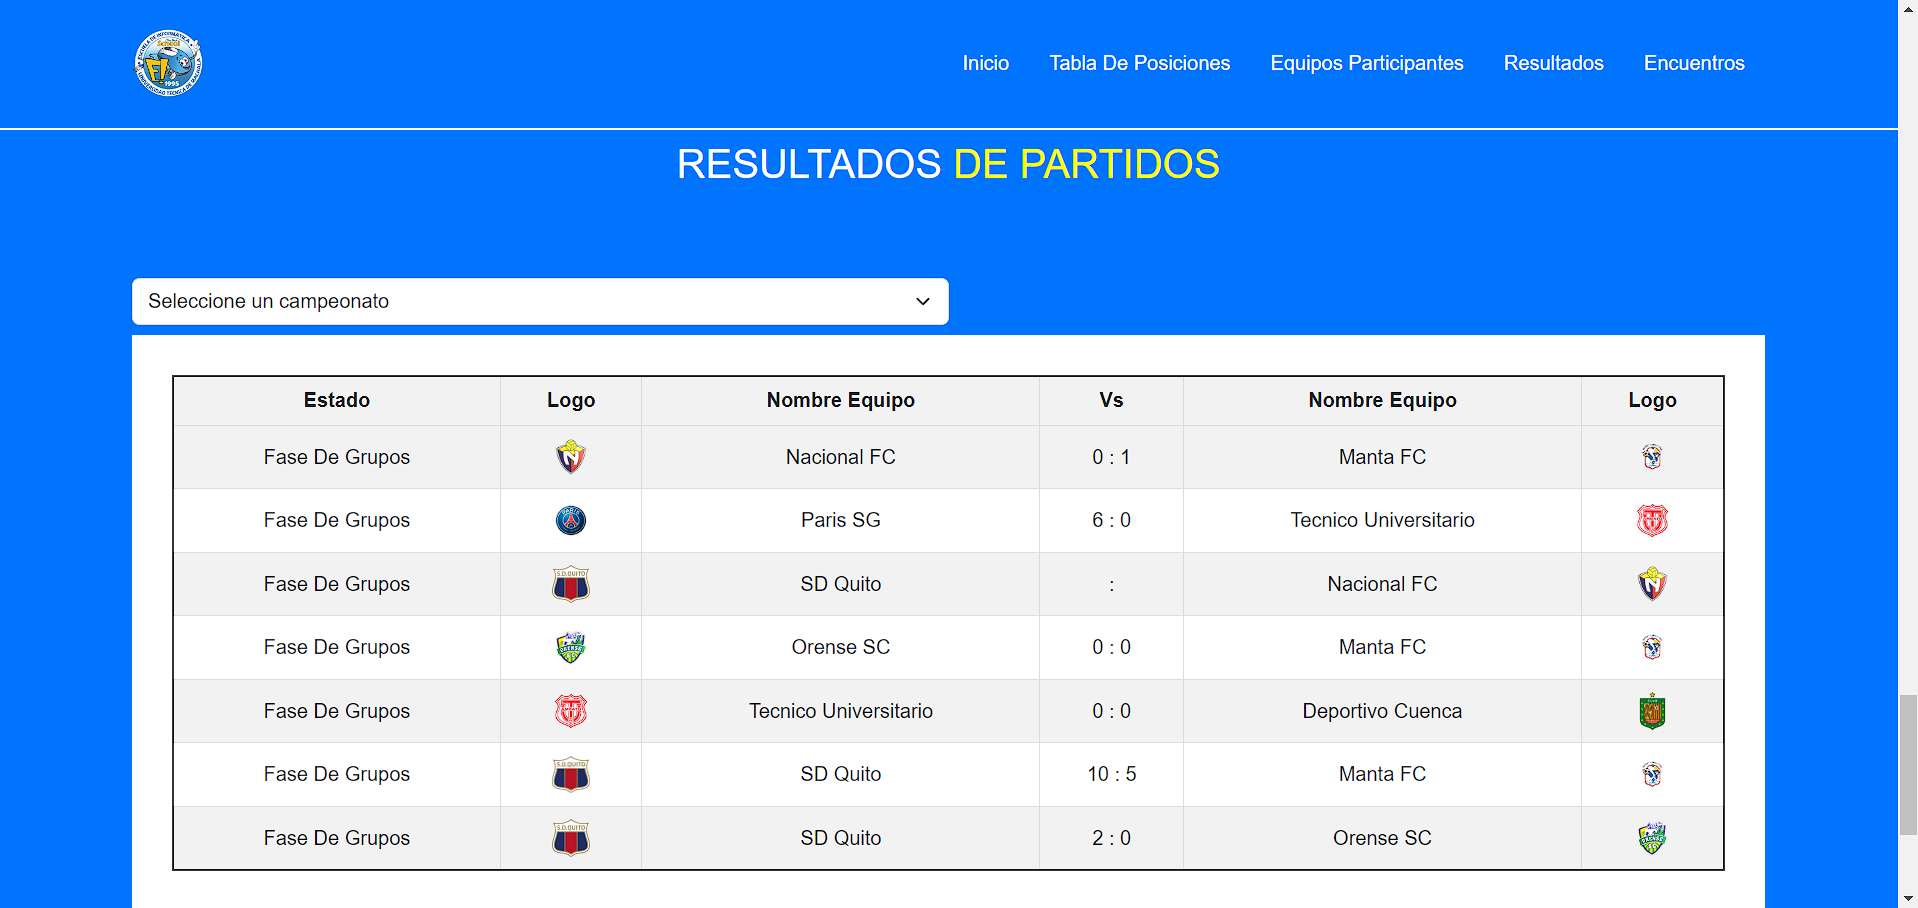 Inicio Tabla De Posiciones Equipos Participantes Resultados Encuentros
RESULTADOS DE PARTIDOS
Seleccione un campeonato
Estado Logo Nombre Equipo Vs Nombre Equipo Logo
Fase De Grupos Nacional FC 0 : 1 Manta FC
Fase De Grupos Paris SG 6 : 0 Tecnico Universitario
Fase De Grupos SD Quito : Nacional FC
Fase De Grupos Orense SC 0 : 0 Manta FC
Fase De Grupos Tecnico Universitario 0 : 0 Deportivo Cuenca
Fase De Grupos SD Quito 10 : 5 Manta FC
Fase De Grupos SD Quito 2 : 0 Orense SC